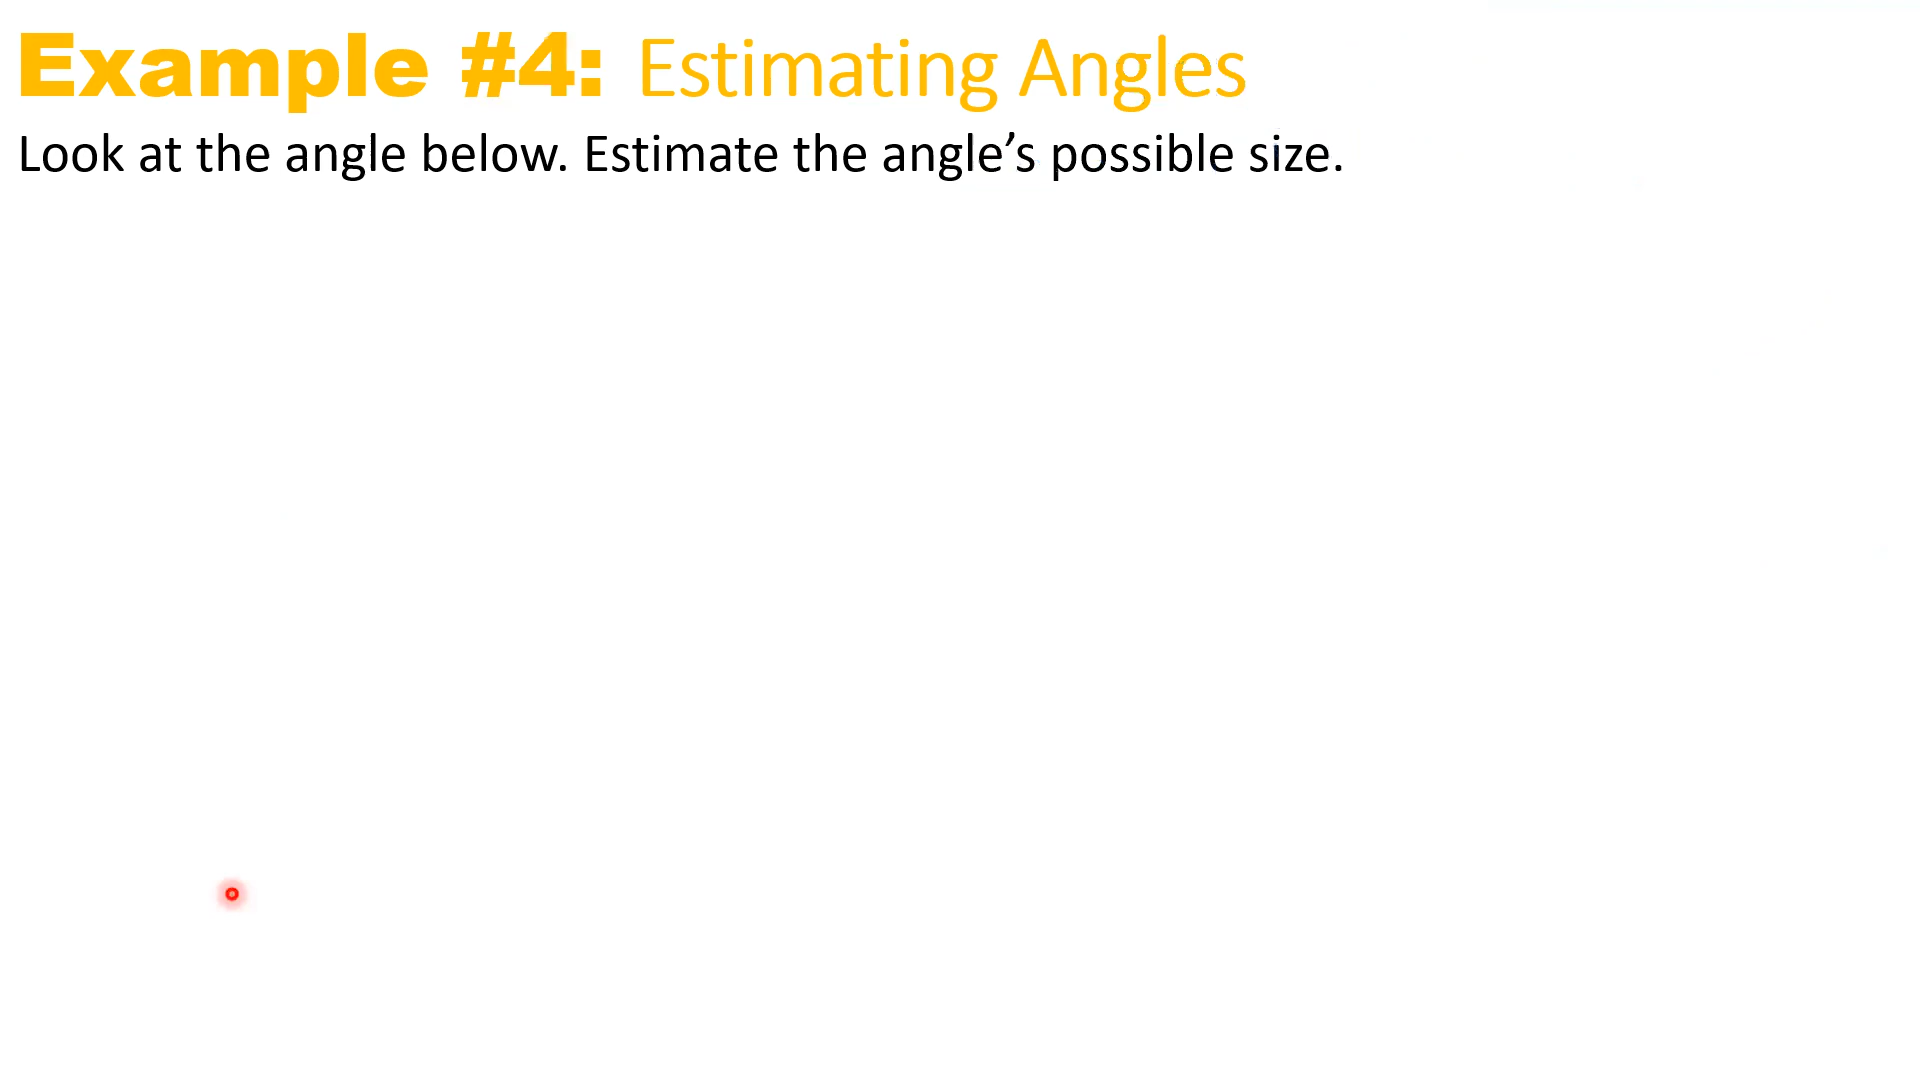 Example #4: Estimating Angles
Look at the angle below. Estimate the angle’s possible size.